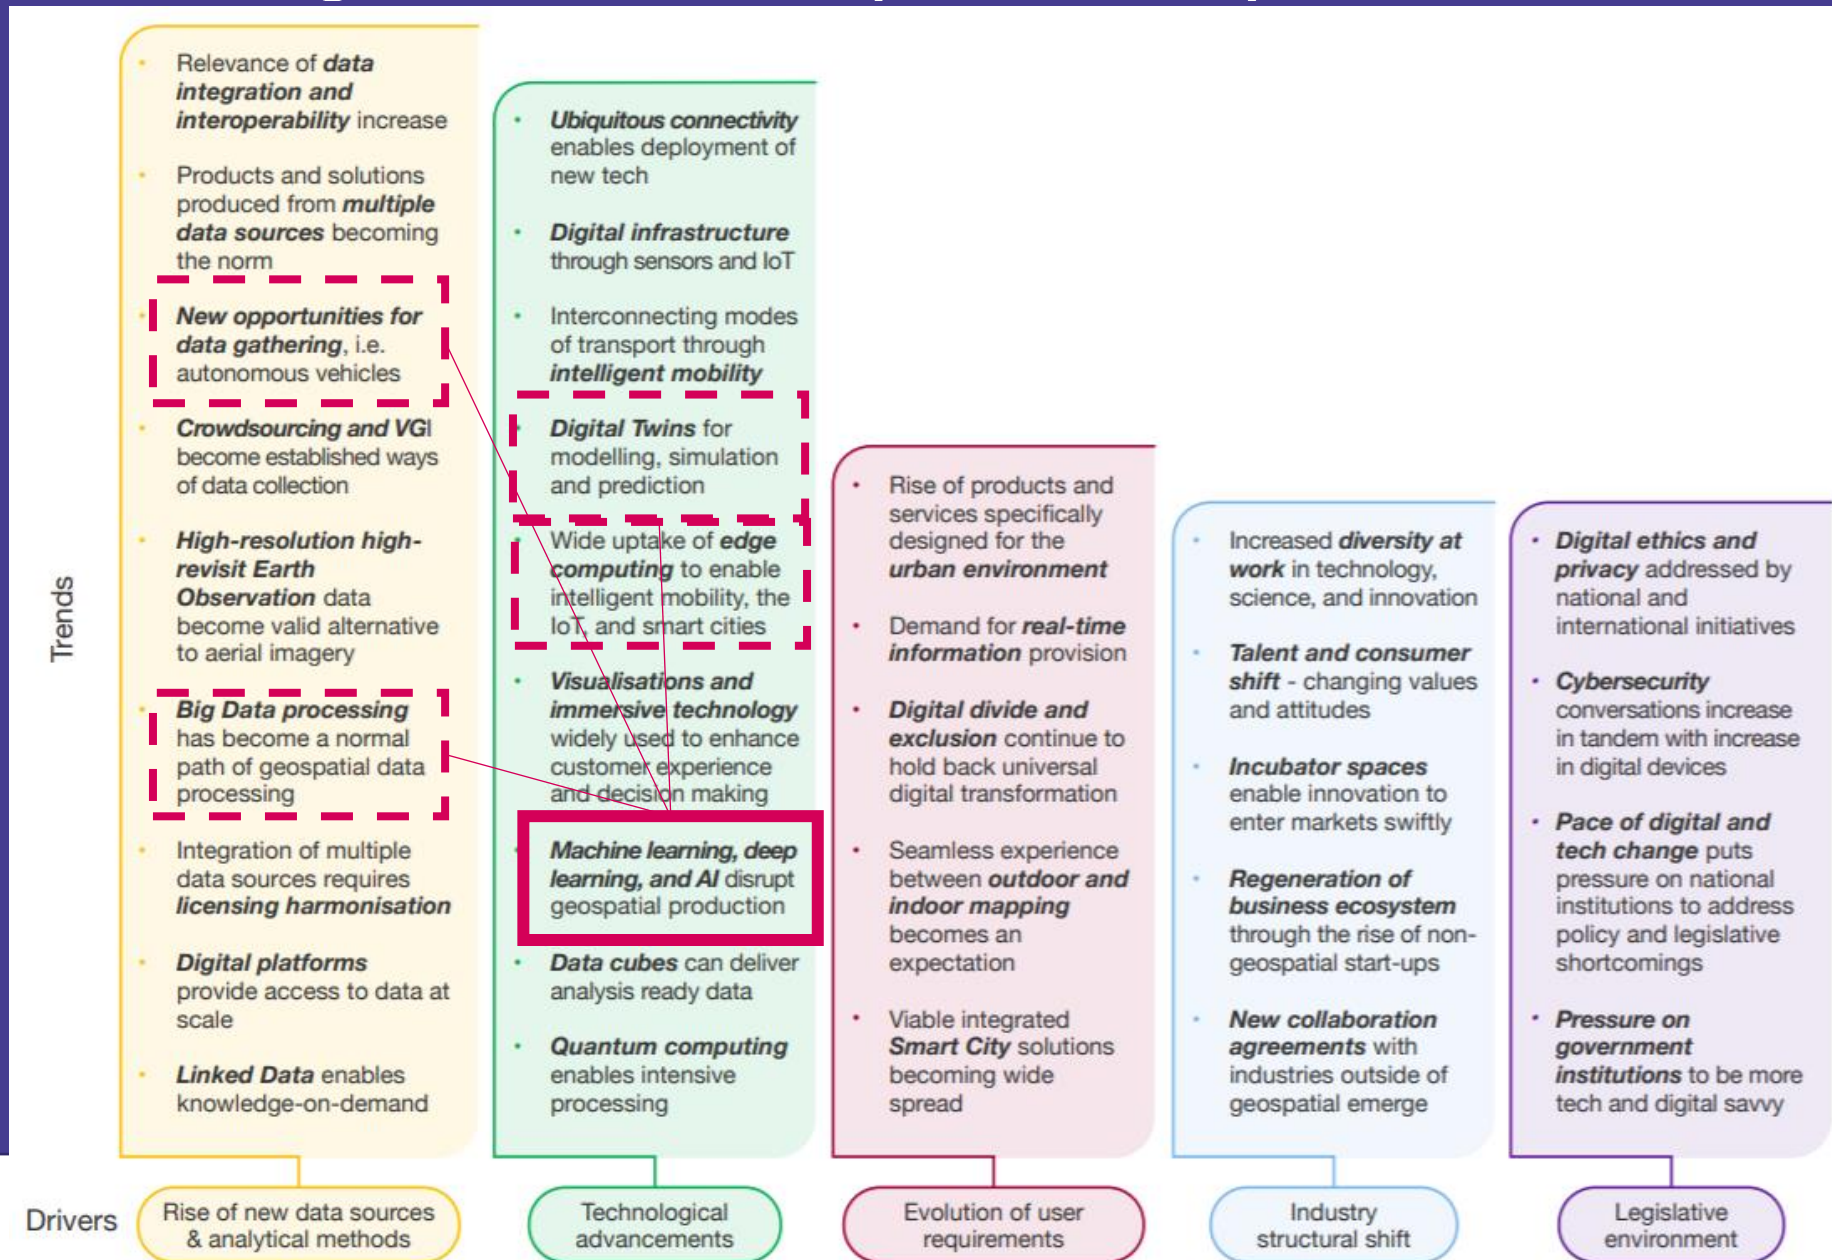 Relevance of data
integration and
interoperability increase
Products and solutions
produced from multiple
data sources becoming
the norm
New opportunities for
data gathering, i.e.
autonomous vehicles
Crowdsourcing and VGI
become established ways
of data collection
High-resolution high-
revisit Earth
Observation data
become valid alternative
to aerial imagery
Big Data processing
has become a normal
path of geospatial data
processing
Integration of multiple
data sources requires
licensing harmonisation
Digital platforms
provide access to data at
scale
Linked Data enables
knowledge-on-demand
Ubiquitous connectivity
enables deployment of
new tech
Digital infrastructure
through sensors and IoT
Interconnecting modes
of transport through
intelligent mobility
Digital Twins for
modelling, simulation
and prediction
Wide uptake of edge
computing to enable
intelligent mobility, the
IoT, and smart cities
Visualisations and
immersive technology
widely used to enhance
customer experience
and decision making
Machine learning, deep
learning, and AI disrupt
geospatial production
Data cubes can deliver
analysis ready data
Quantum computing
enables intensive
processing
Rise of products and
services specifically
designed for the
urban environment
Demand for real-time
information provision
Digital divide and
exclusion continue to
hold back universal
digital transformation
Seamless experience
between outdoor and
indoor mapping
becomes an
expectation
Viable integrated
Smart City solutions
becoming wide
spread
Increased diversity at
work in technology,
science, and innovation
Talent and consumer
shift - changing values
and attitudes
Incubator spaces
enable innovation to
enter markets swiftly
Regeneration of
business ecosystem
through the rise of non-
geospatial start-ups
New collaboration
agreements with
industries outside of
geospatial emerge
Digital ethics and
privacy addressed by
national and
international initiatives
Cybersecurity
conversations increase
in tandem with increase
in digital devices
Pace of digital and
tech change puts
pressure on national
institutions to address
policy and legislative
shortcomings
Pressure on
government
institutions to be more
tech and digital savvy
Trends
Drivers
Rise of new data sources
& analytical methods
Technological
advancements
Evolution of user
requirements
Industry
structural shift
Legislative
environment